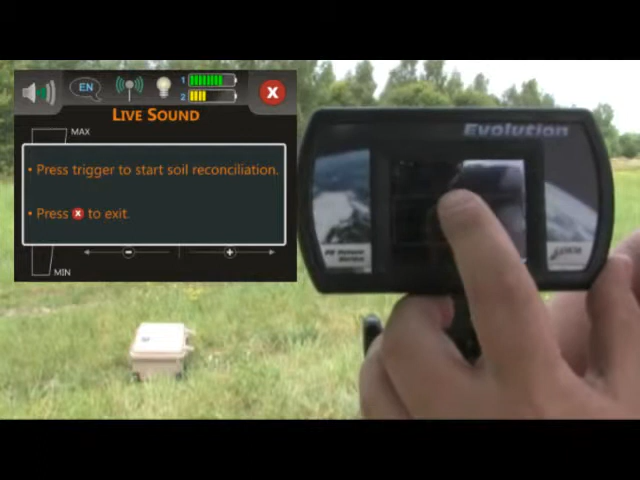 EN
1
2
LIVE SOUND
MAX
• Press trigger to start soil reconciliation.
• Press x to exit.
MIN
Evolution